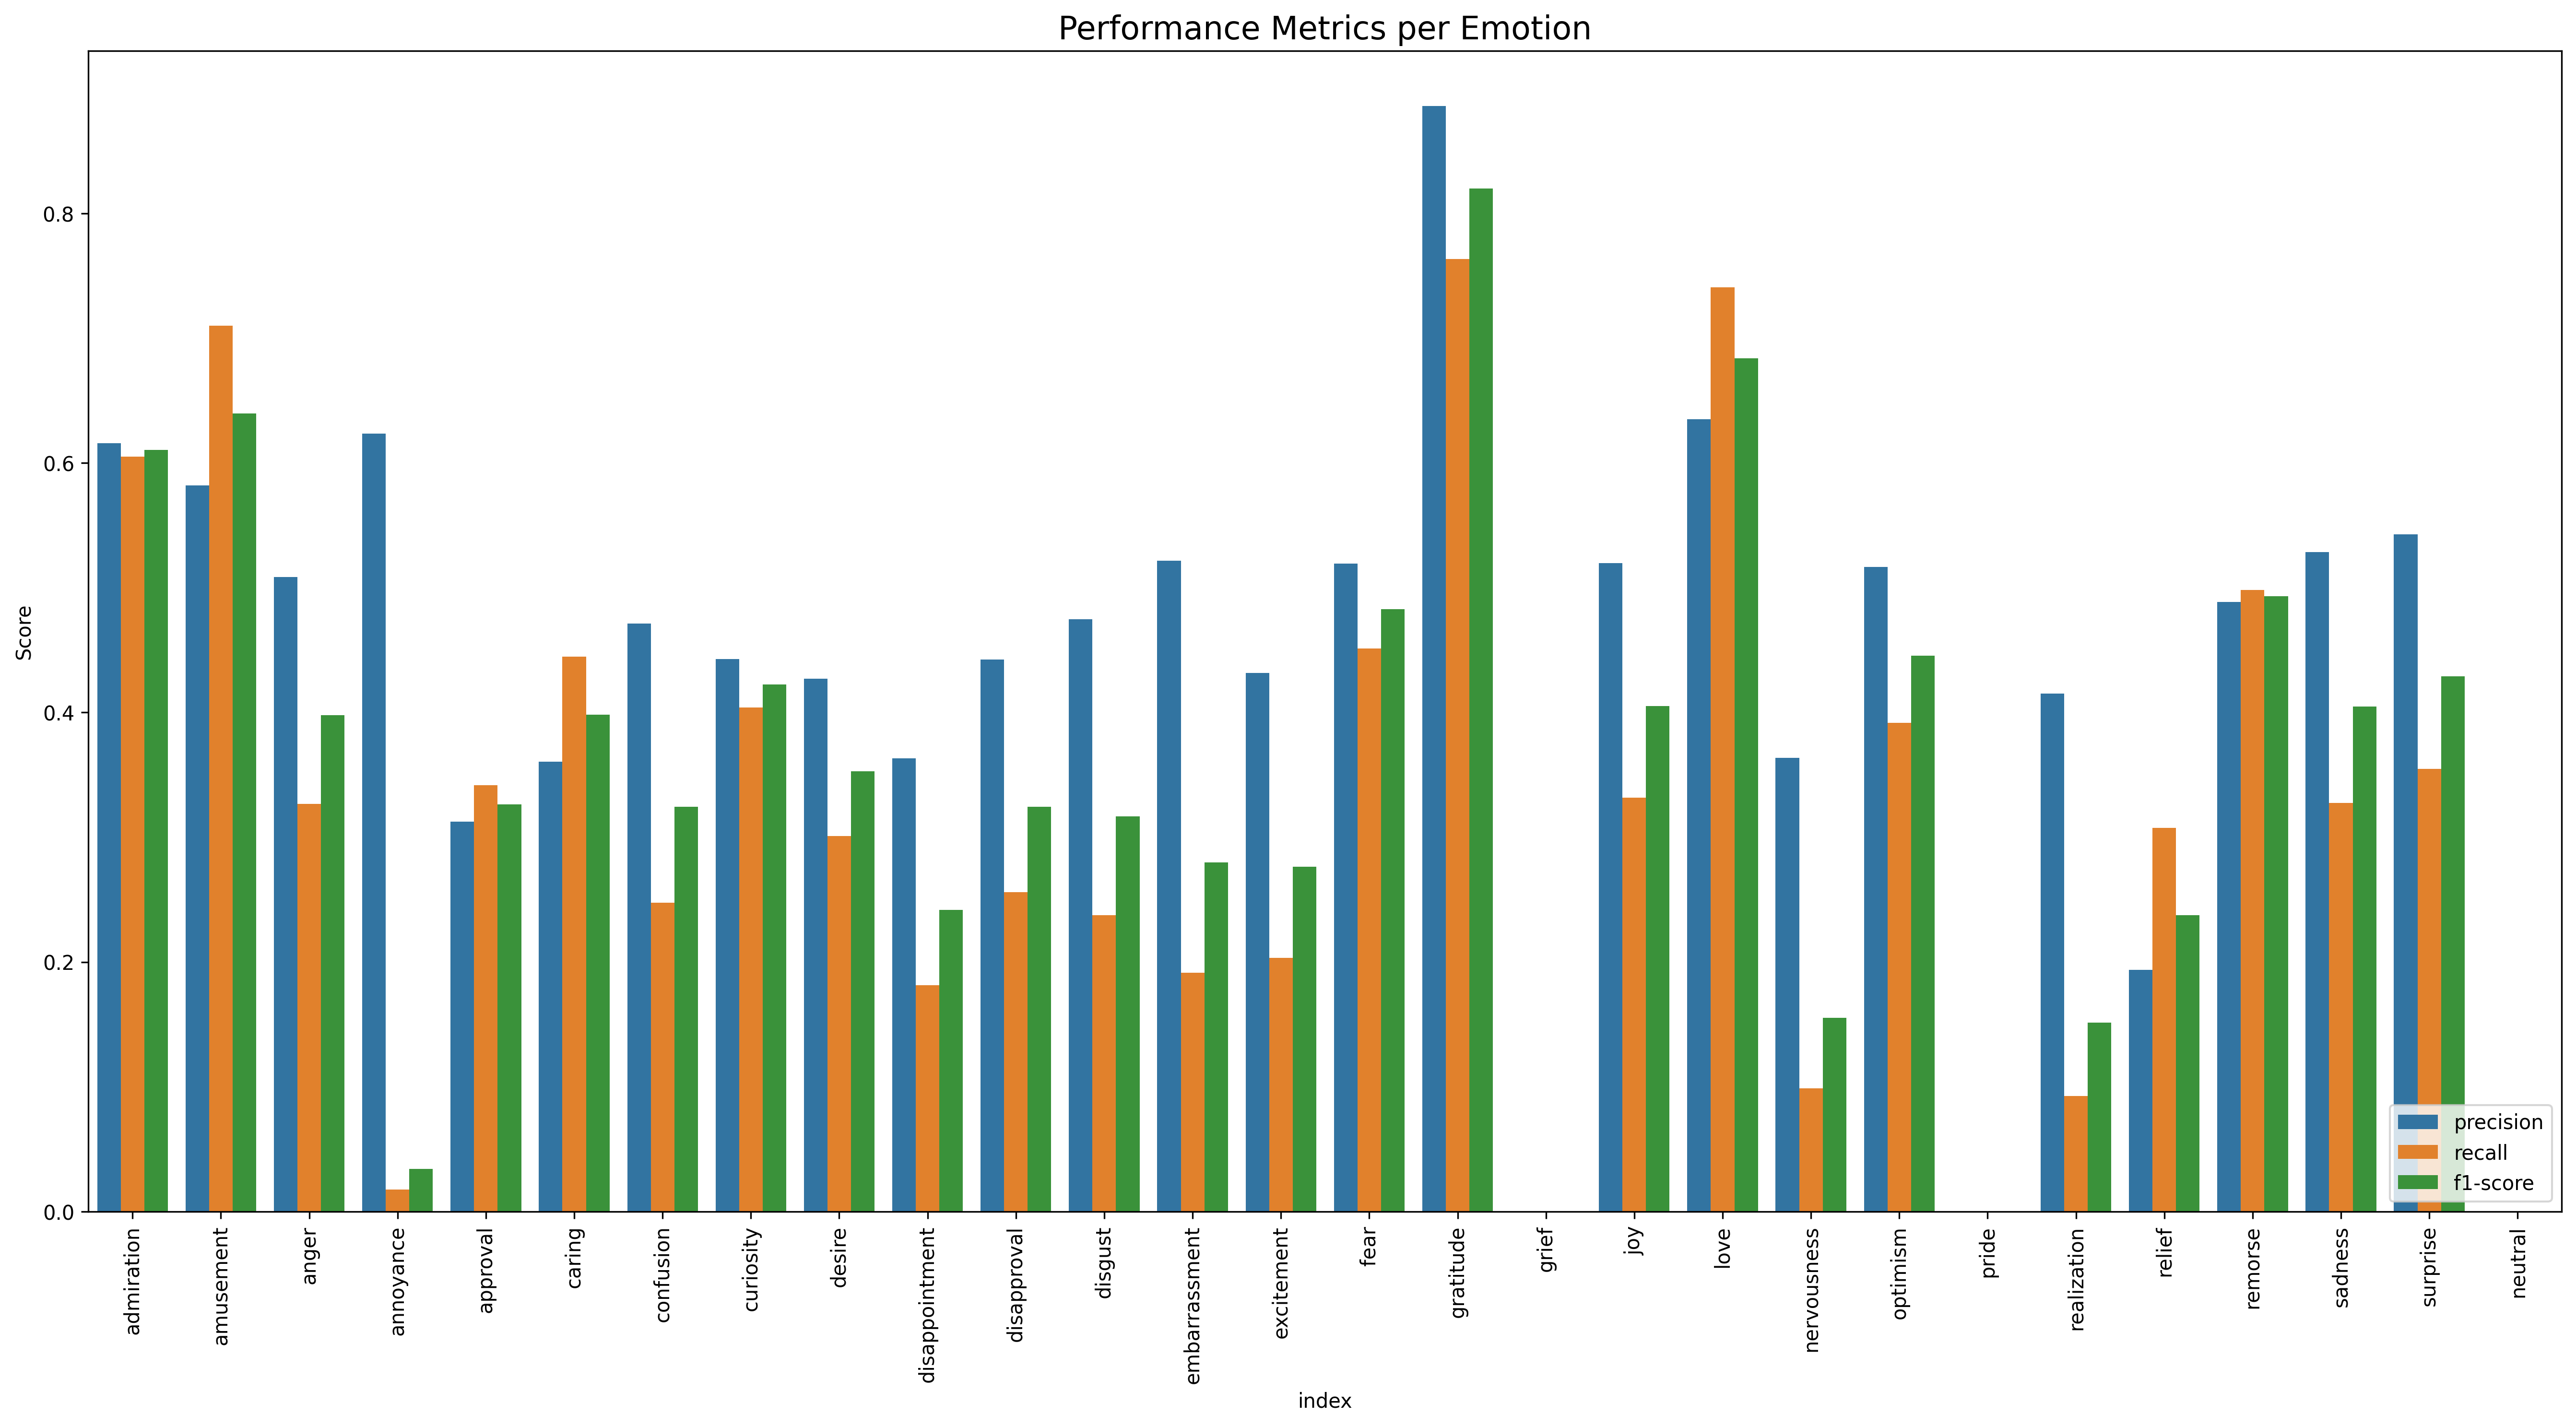 Performance Metrics per Emotion
Score
0.8
0.6
0.4
0.2
0.0
admiration
amusement
anger
annoyance
approval
caring
confusion
curiosity
desire
disappointment
disapproval
disgust
embarrassment
excitement
fear
gratitude
grief
joy
love
nervousness
optimism
pride
realization
relief
remorse
sadness
surprise
neutral
index
precision
recall
f1-score